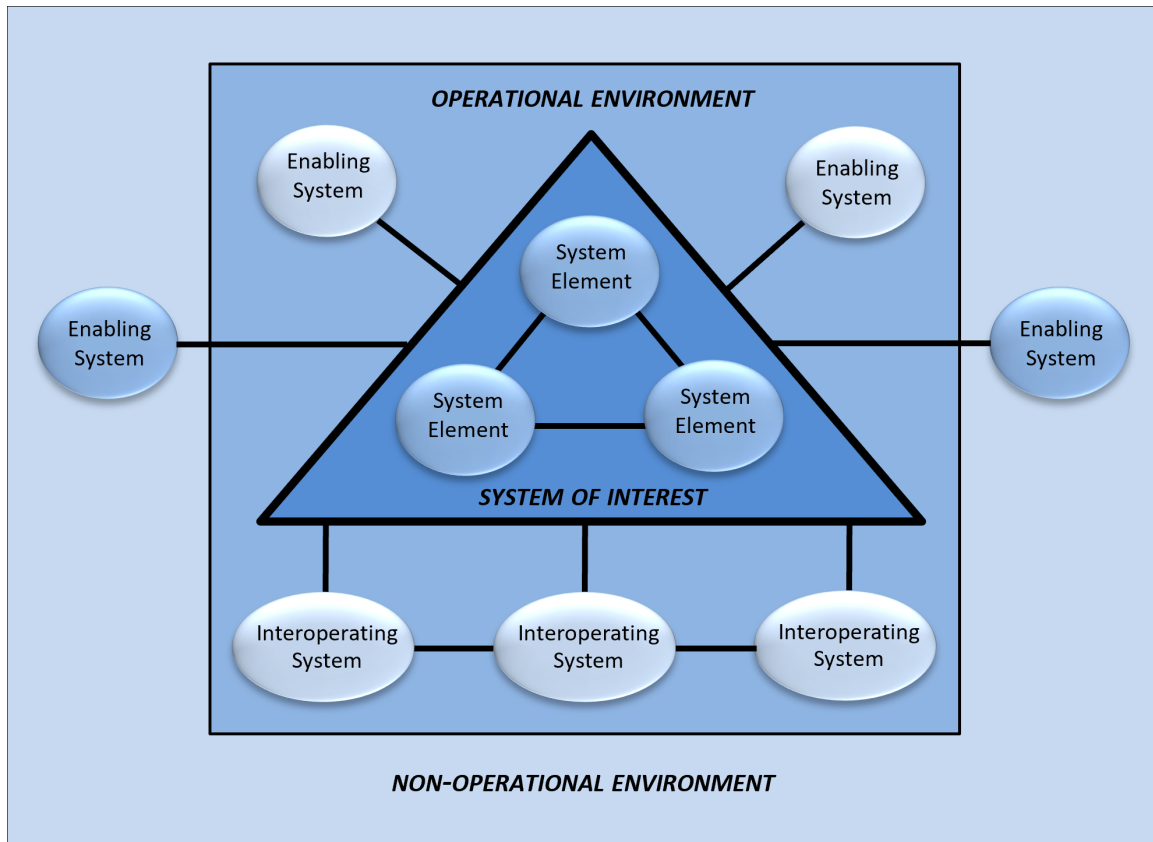 OPERATIONAL ENVIRONMENT
Enabling
System
Enabling
System
System
Element
Enabling
System
Enabling
System
System
Element
System
Element
SYSTEM OF INTEREST
Interoperating
System
Interoperating
System
Interoperating
System
NON-OPERATIONAL ENVIRONMENT